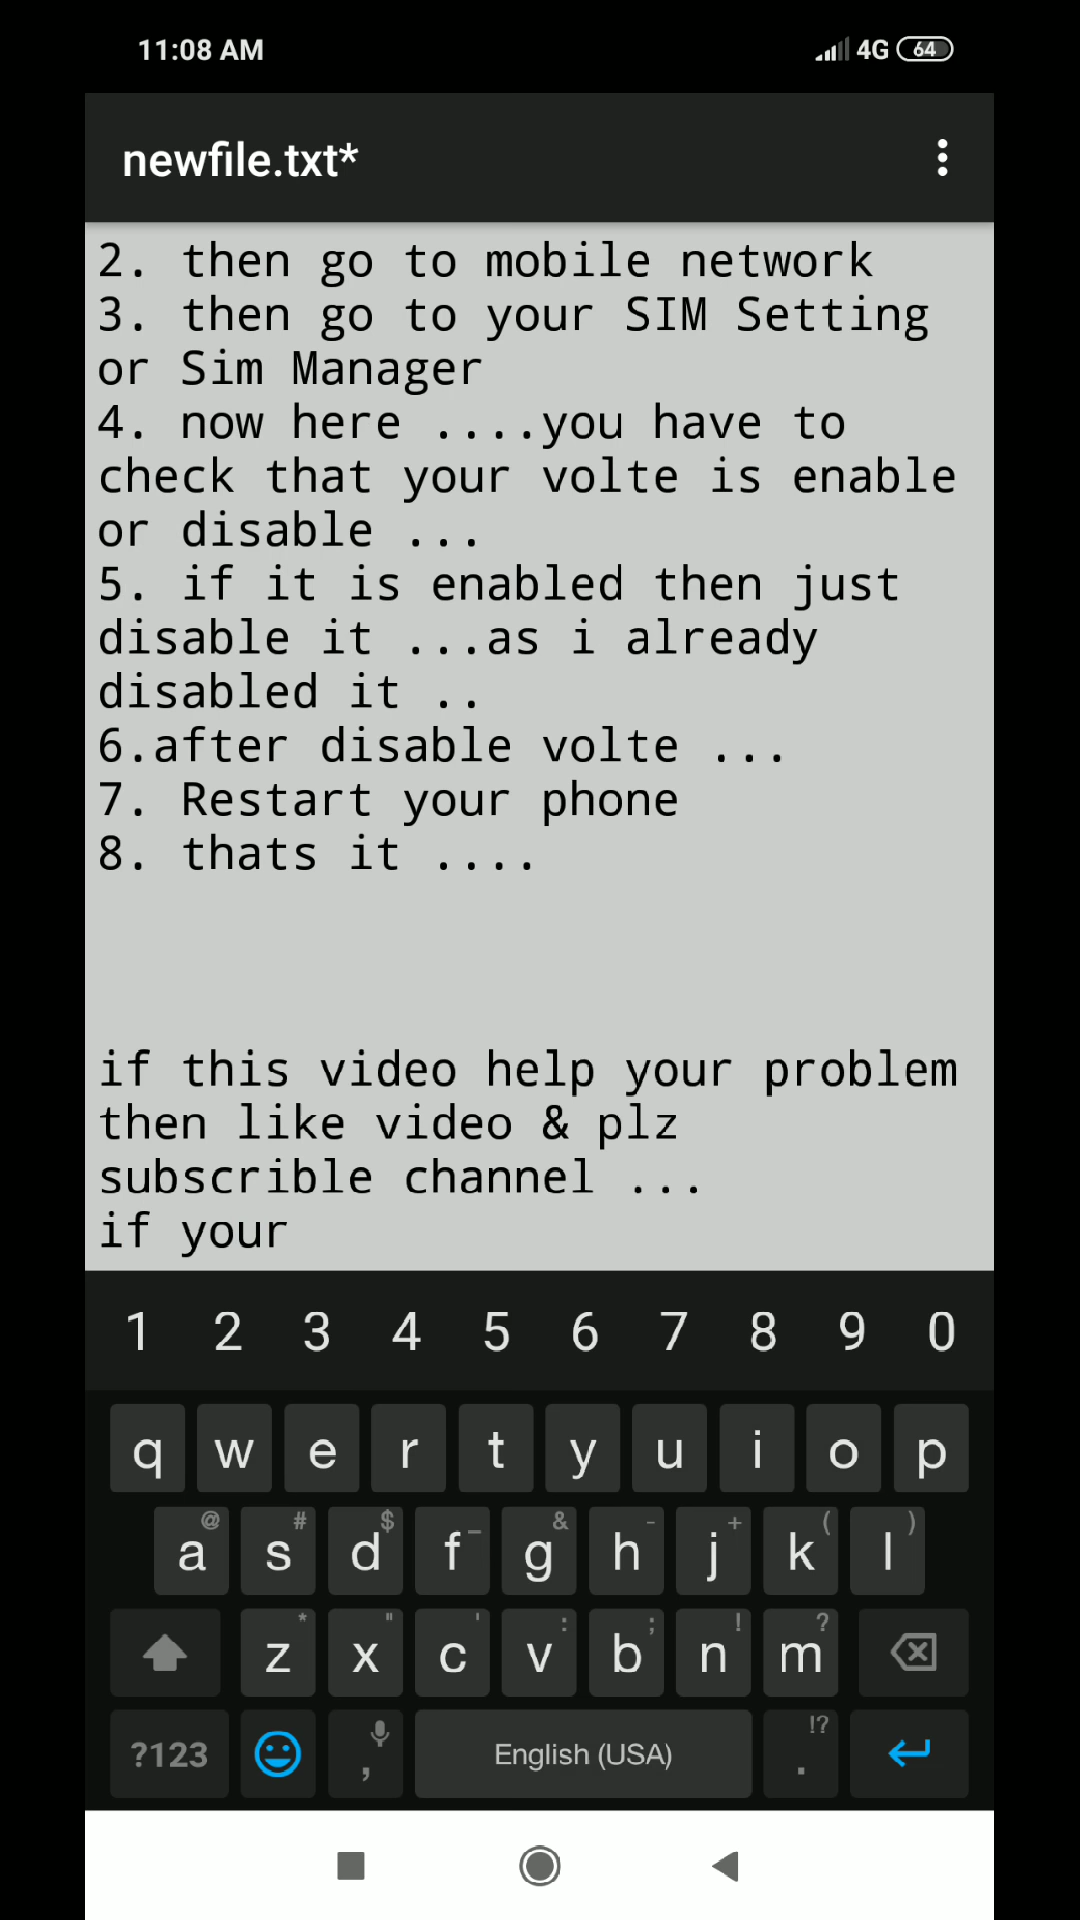 11:08 AM 4G 64
newfile.txt*
2. then go to mobile network
3. then go to your SIM Setting
or Sim Manager
4. now here ....you have to
check that your volte is enable
or disable ...
5. if it is enabled then just
disable it ...as i already
disabled it ..
6.after disable volte ...
7. Restart your phone
8. thats it ....
if this video help your problem
then like video & plz
subscrible channel ...
if your
1 2 3 4 5 6 7 8 9 0
q w e r t y u i o p
@ # $ _ & - + ( )
a s d f g h j k l
* " ' : ; ! ?
z x c v b n m
!?
?123 , English (USA) .